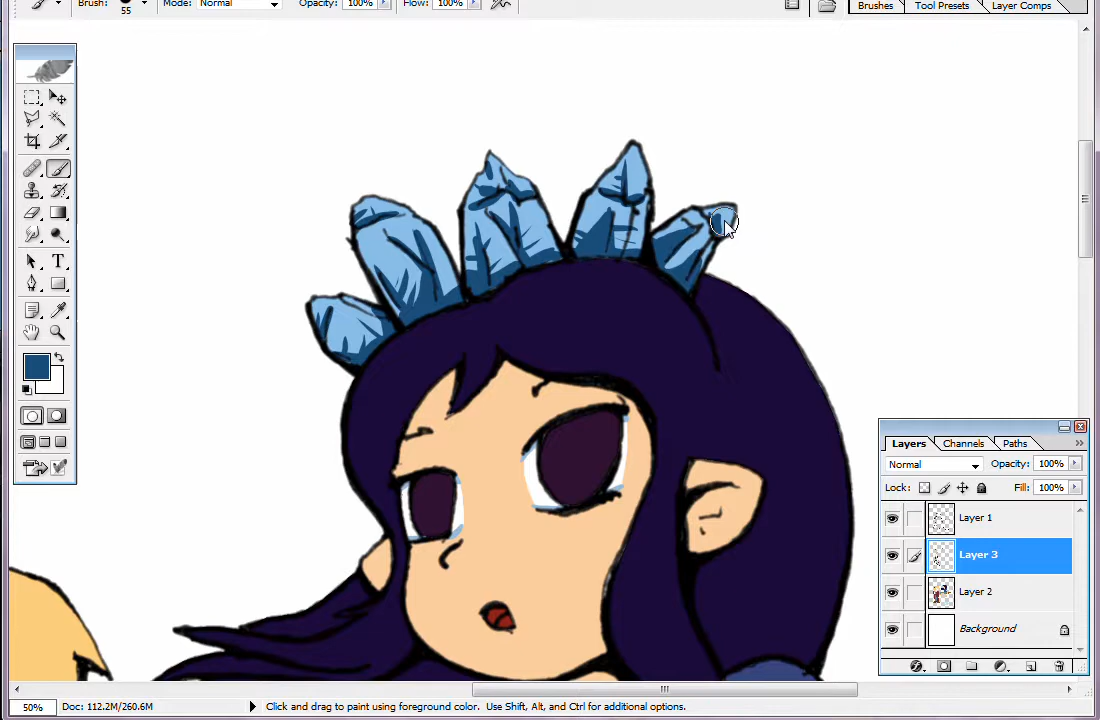 Brush: 55 Mode: Normal Opacity: 100% Flow: 100% Brushes Tool Presets Layer Comps
T
Layers Channels Paths
Normal Opacity: 100%
Lock: Fill: 100%
Layer 1
Layer 3
Layer 2
Background
50% Doc: 112.2M/260.6M Click and drag to paint using foreground color. Use Shift, Alt, and Ctrl for additional options.